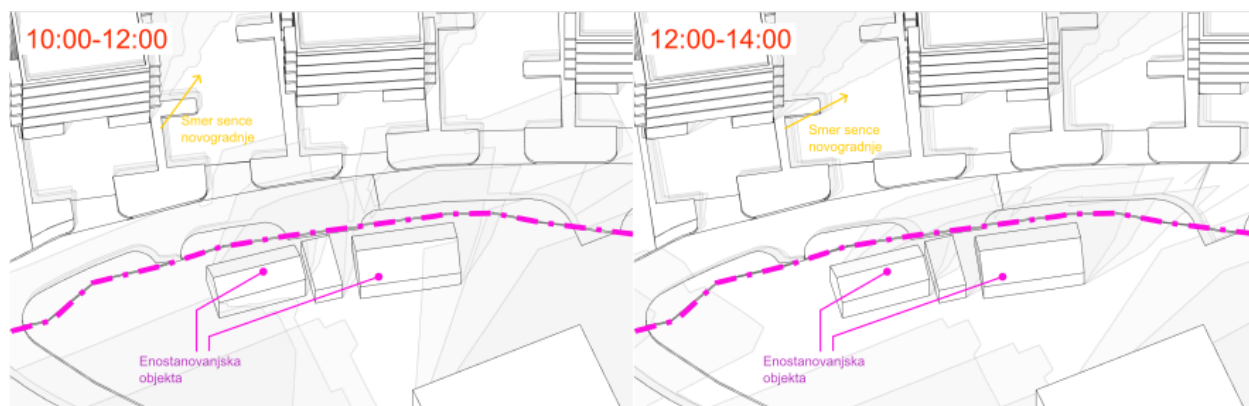 10:00-12:00
Smer sence
novogradnje
Enostanovanjska
objekta
12:00-14:00
Smer sence
novogradnje
Enostanovanjska
objekta